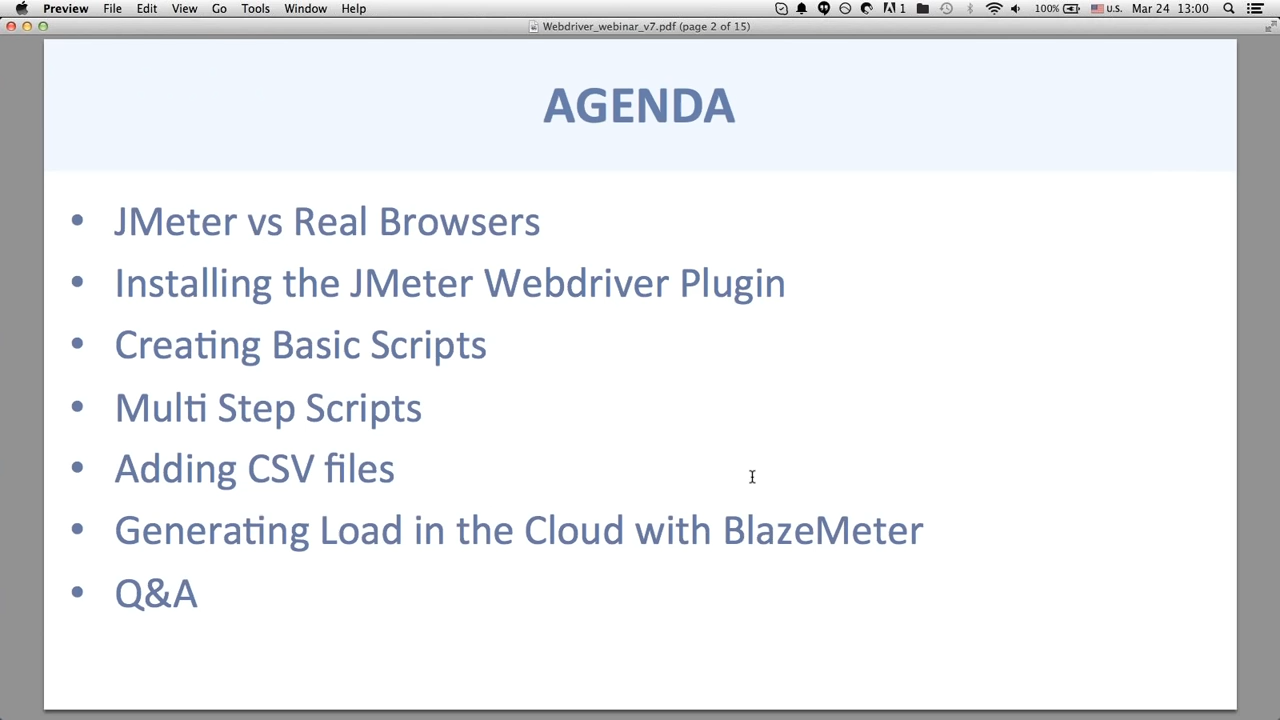 Preview File Edit View Go Tools Window Help 1 100% U.S. Mar 24 13:00
Webdriver_webinar_v7.pdf (page 2 of 15)
AGENDA
• JMeter vs Real Browsers
• Installing the JMeter Webdriver Plugin
• Creating Basic Scripts
• Multi Step Scripts
• Adding CSV files
• Generating Load in the Cloud with BlazeMeter
• Q&A